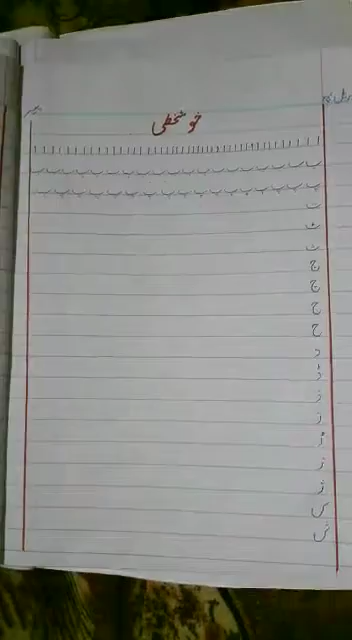 خوشخطی
ا ا ا ا ا ا ا ا ا ا ا ا ا ا ا ا ا ا ا ا ا ا ا ا ا ا ا ا ا ا ا ا ا ا ا ا ا ا
ب ب ب ب ب ب ب ب ب ب ب ب ب ب ب ب ب ب ب
پ پ پ پ پ پ پ پ پ پ پ پ پ پ پ پ پ پ پ
ت
ٹ
ث
ج
چ
ح
خ
د
ڈ
ذ
ر
ڑ
ز
ژ
س
ش